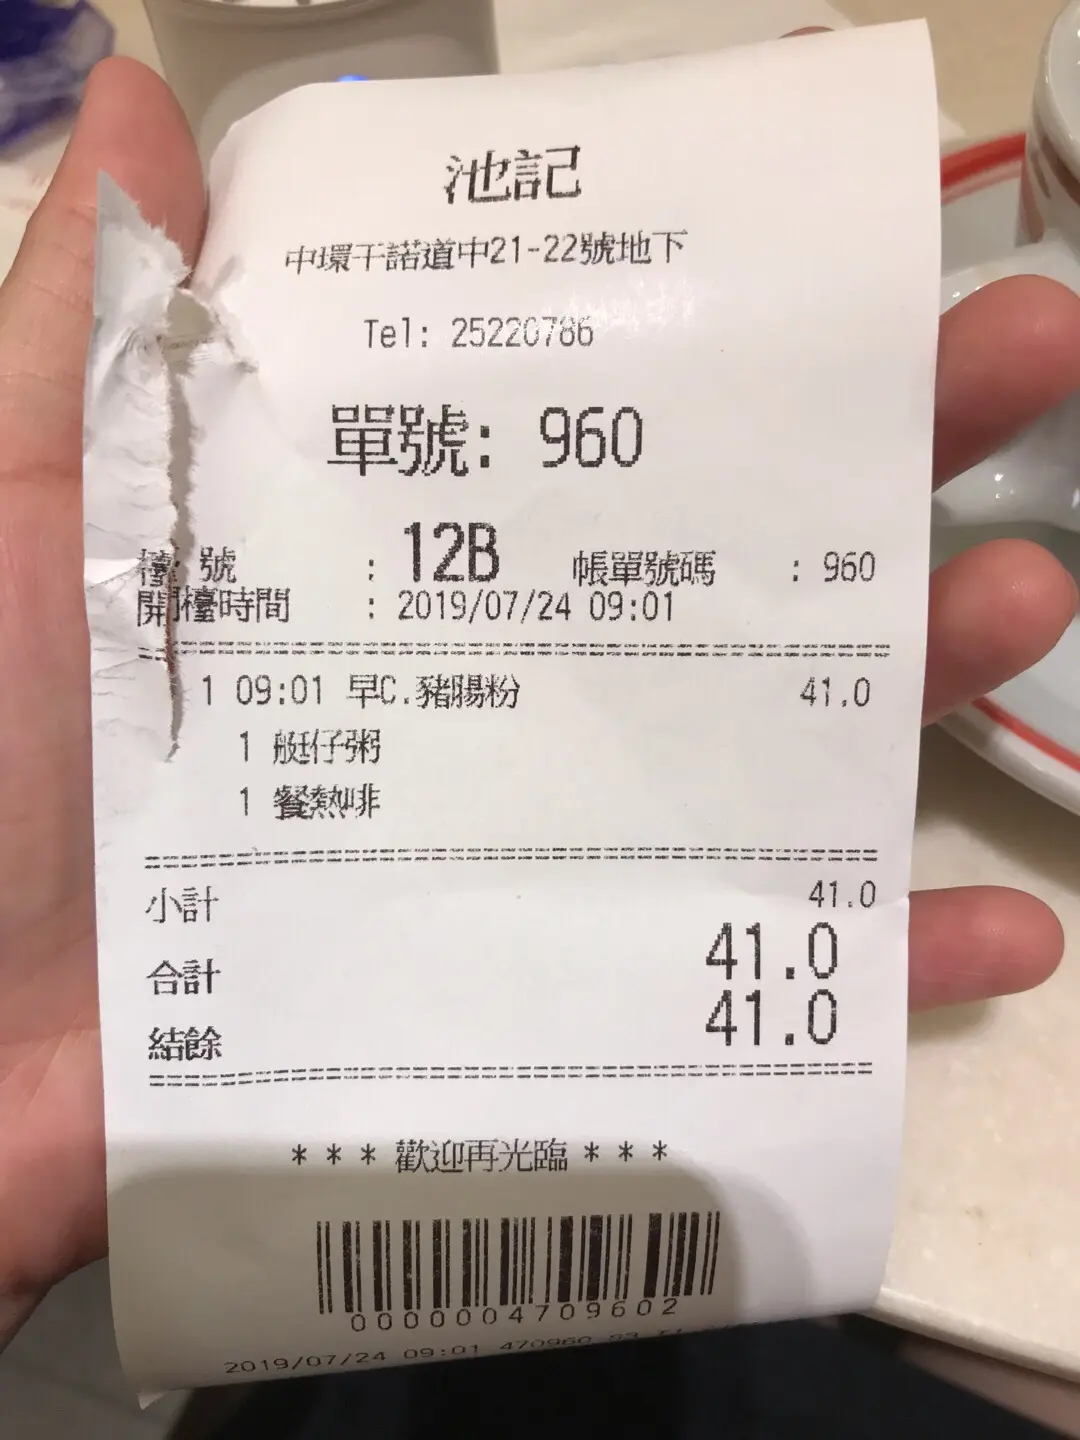 池記
中環干諾道中21-22號地下
Tel: 25220786
單號: 960
檯 號 : 12B 帳單號碼 : 960
開檯時間 : 2019/07/24 09:01
1 09:01 早C.豬腸粉 41.0
1 艇仔粥
1 餐熱啡
小計 41.0
合計 41.0
結餘 41.0
* * * 歡迎再光臨 * * *
0000004709602
2019/07/24 09:01 470960